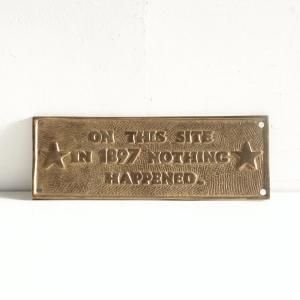 ON THIS SITE
IN 1897 NOTHING
HAPPENED.